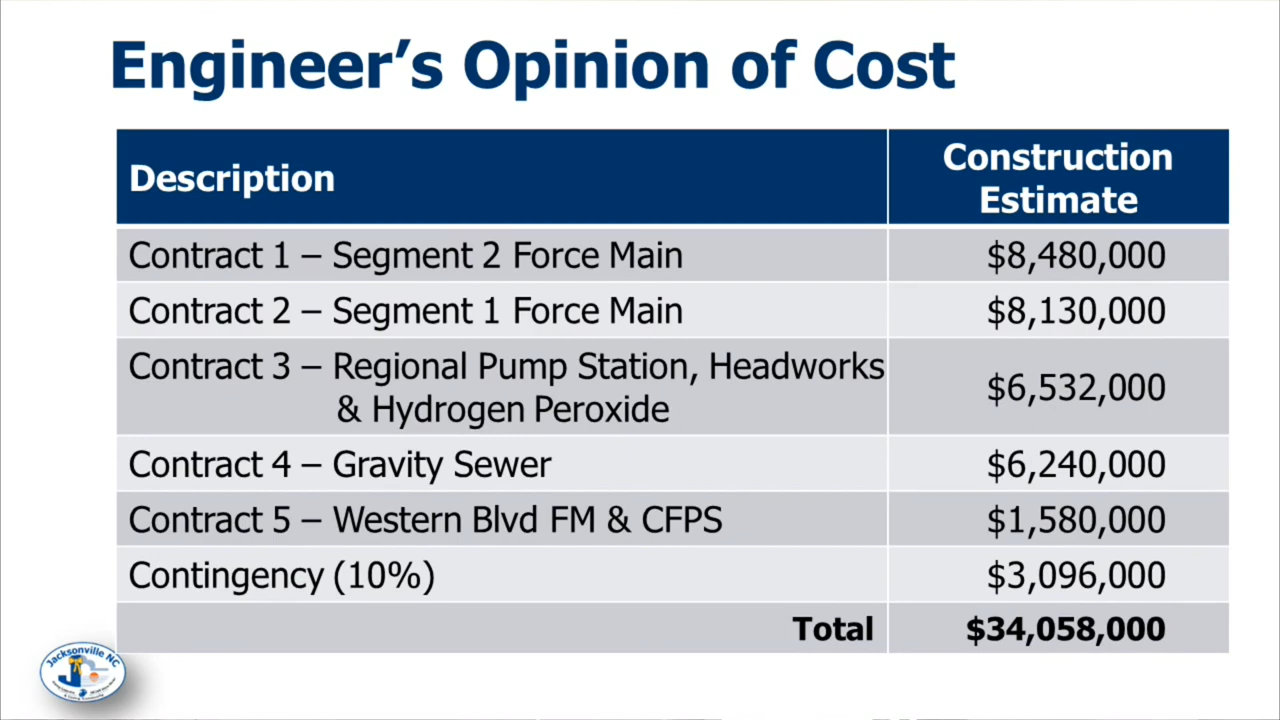 Engineer’s Opinion of Cost
Description
Construction
Estimate
Contract 1 – Segment 2 Force Main $8,480,000
Contract 2 – Segment 1 Force Main $8,130,000
Contract 3 – Regional Pump Station, Headworks
& Hydrogen Peroxide $6,532,000
Contract 4 – Gravity Sewer $6,240,000
Contract 5 – Western Blvd FM & CFPS $1,580,000
Contingency (10%) $3,096,000
Total $34,058,000
Jacksonville NC